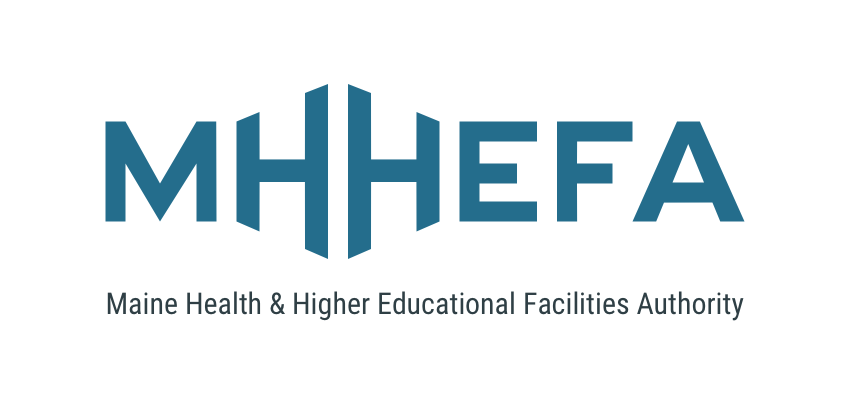 MHHEFA
Maine Health & Higher Educational Facilities Authority